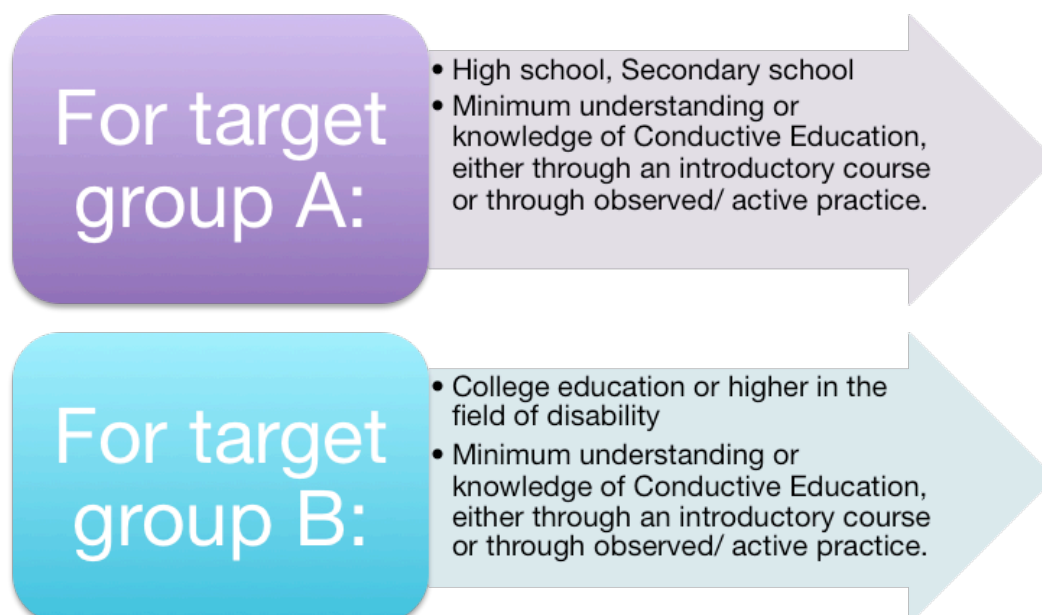 For target
group A:
• High school, Secondary school
• Minimum understanding or
knowledge of Conductive Education,
either through an introductory course
or through observed/ active practice.
For target
group B:
• College education or higher in the
field of disability
• Minimum understanding or
knowledge of Conductive Education,
either through an introductory course
or through observed/ active practice.